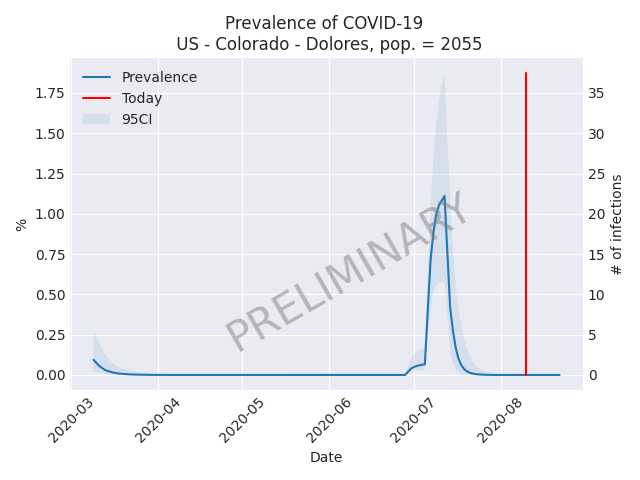 Prevalence of COVID-19
US - Colorado - Dolores, pop. = 2055
Prevalence
Today
95CI
1.75
1.50
1.25
1.00
0.75
0.50
0.25
0.00
%
35
30
25
20
15
10
5
0
# of infections
PRELIMINARY
2020-03
2020-04
2020-05
2020-06
2020-07
2020-08
Date